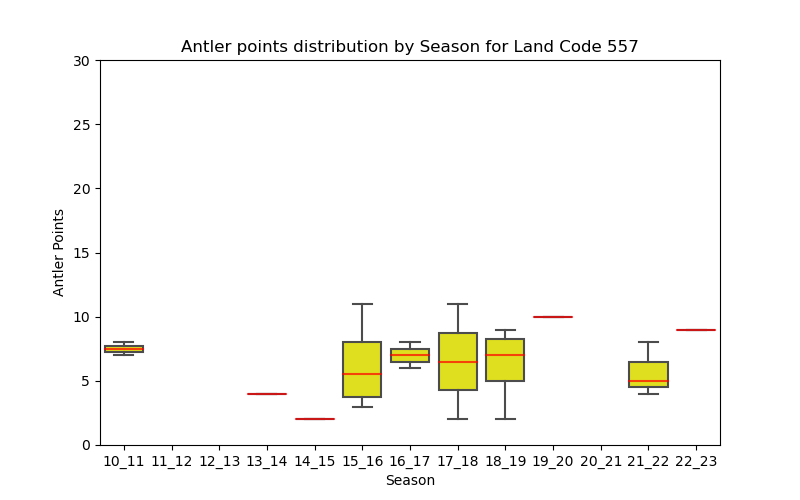 Antler points distribution by Season for Land Code 557
30
25
20
15
10
5
0
Antler Points
10_11 11_12 12_13 13_14 14_15 15_16 16_17 17_18 18_19 19_20 20_21 21_22 22_23
Season